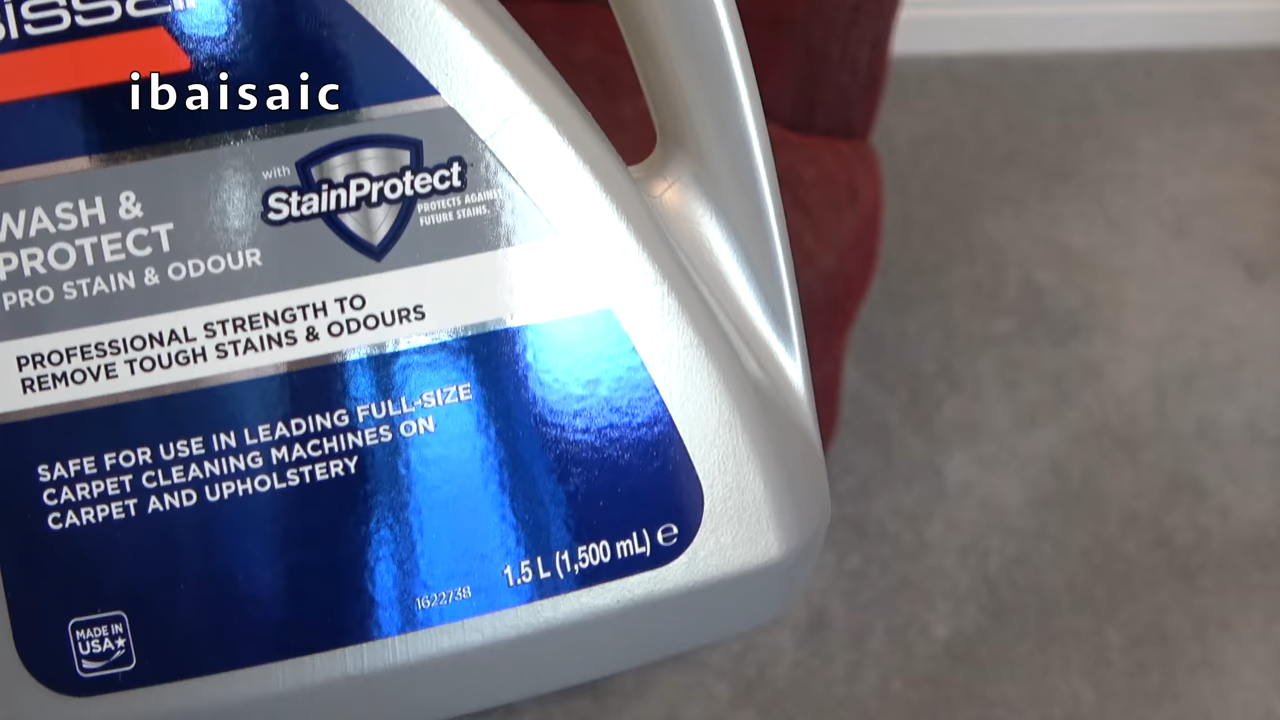 ibaisaic
with
StainProtect
PROTECTS AGAINST
FUTURE STAINS.
WASH &
PROTECT
PRO STAIN & ODOUR
PROFESSIONAL STRENGTH TO
REMOVE TOUGH STAINS & ODOURS
SAFE FOR USE IN LEADING FULL-SIZE
CARPET CLEANING MACHINES ON
CARPET AND UPHOLSTERY
1.5 L (1,500 mL) e
1622738
MADE IN
USA